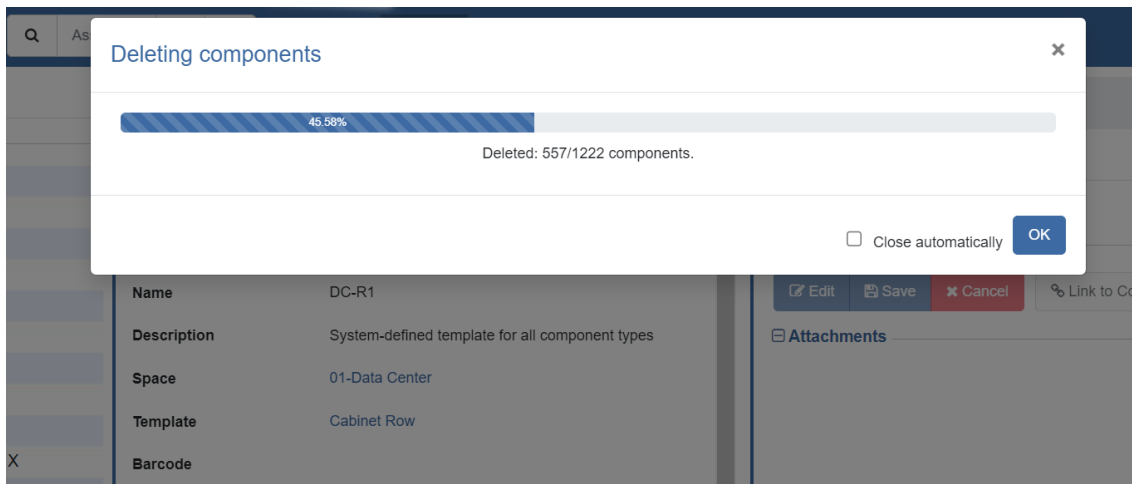 As
Deleting components
×
45.58%
Deleted: 557/1222 components.
Close automatically
OK
Name DC-R1
Description System-defined template for all component types
Space 01-Data Center
Template Cabinet Row
Barcode
X
Edit Save Cancel Link to Co
Attachments